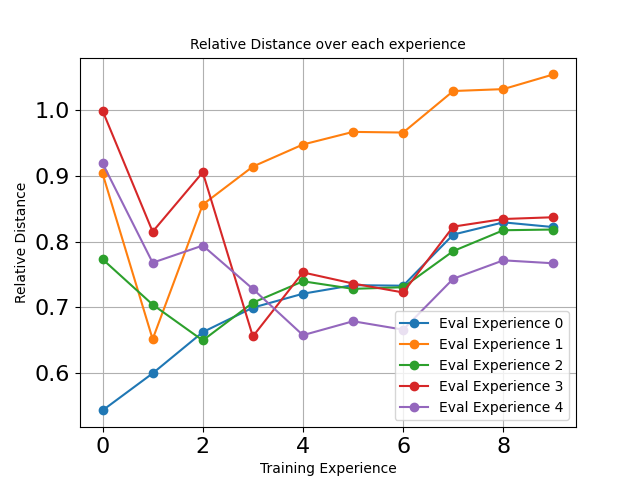 Relative Distance over each experience
Relative Distance
1.0
0.9
0.8
0.7
0.6
0 2 4 6 8
Training Experience
Eval Experience 0
Eval Experience 1
Eval Experience 2
Eval Experience 3
Eval Experience 4